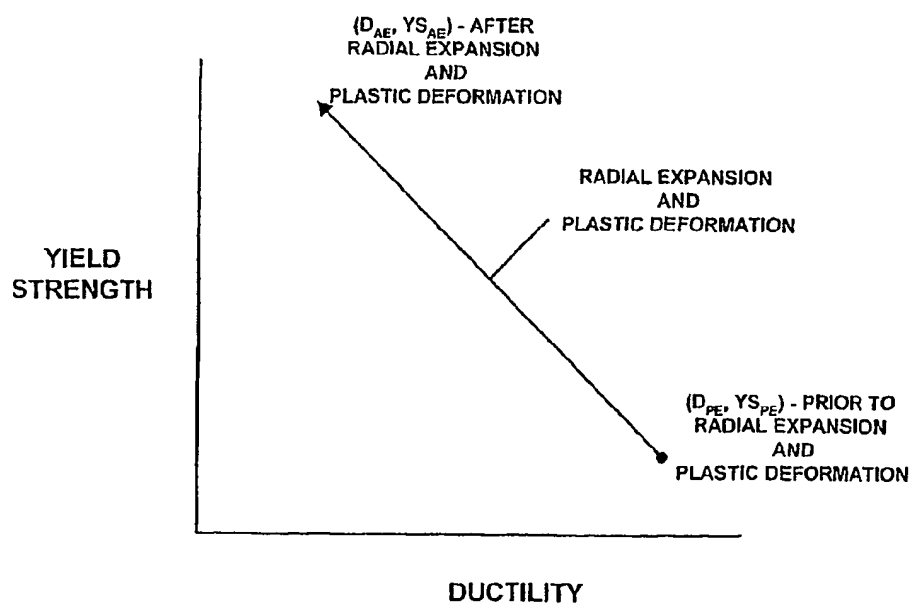 (D_AE, YS_AE) - AFTER
RADIAL EXPANSION
AND
PLASTIC DEFORMATION
RADIAL EXPANSION
AND
PLASTIC DEFORMATION
YIELD
STRENGTH
(D_PE, YS_PE) - PRIOR TO
RADIAL EXPANSION
AND
PLASTIC DEFORMATION
DUCTILITY